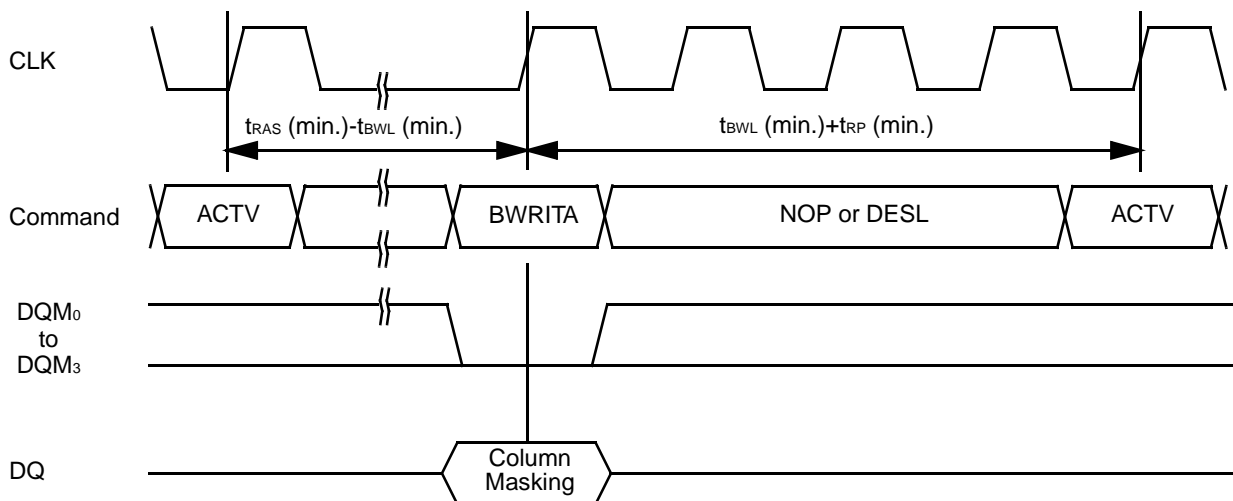 CLK
tRAS (min.)-tBWL (min.)
tBWL (min.)+tRP (min.)
Command
ACTV
BWRITA
NOP or DESL
ACTV
DQM0
to
DQM3
DQ
Column
Masking